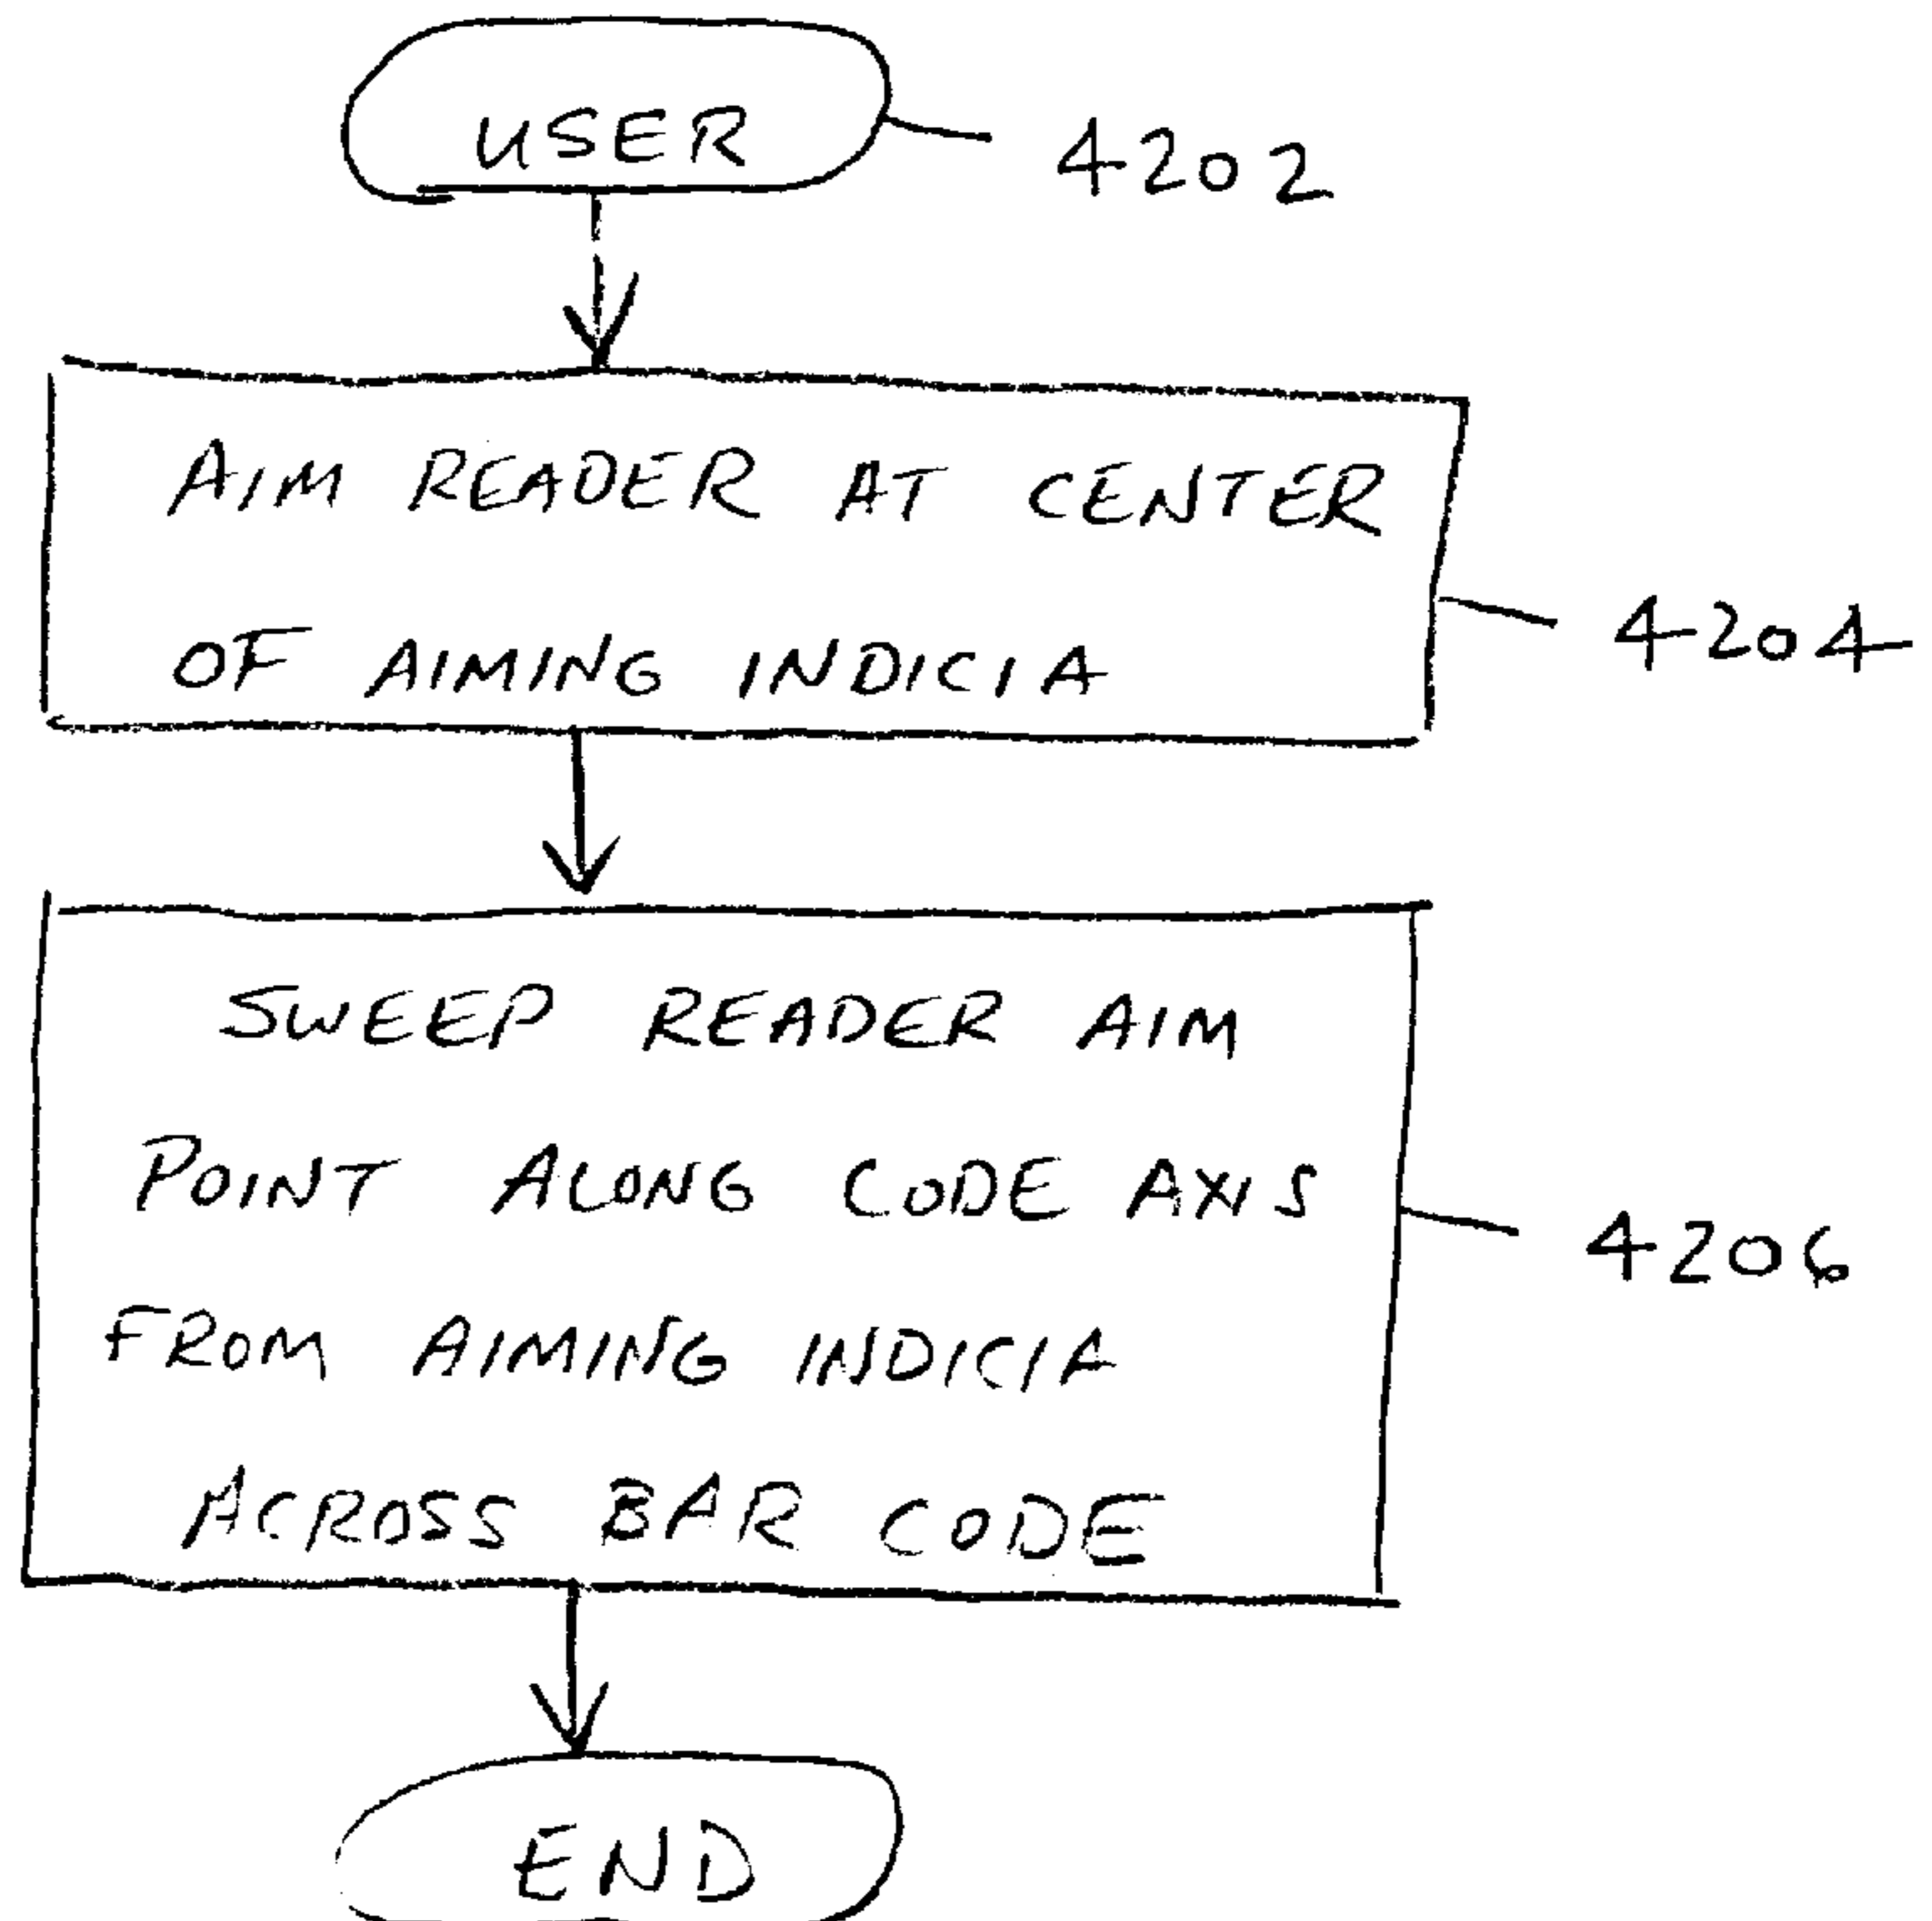 USER
4202
AIM READER AT CENTER
OF AIMING INDICIA
4204
SWEEP READER AIM
POINT ALONG CODE AXIS
FROM AIMING INDICIA
ACROSS BAR CODE
4206
END